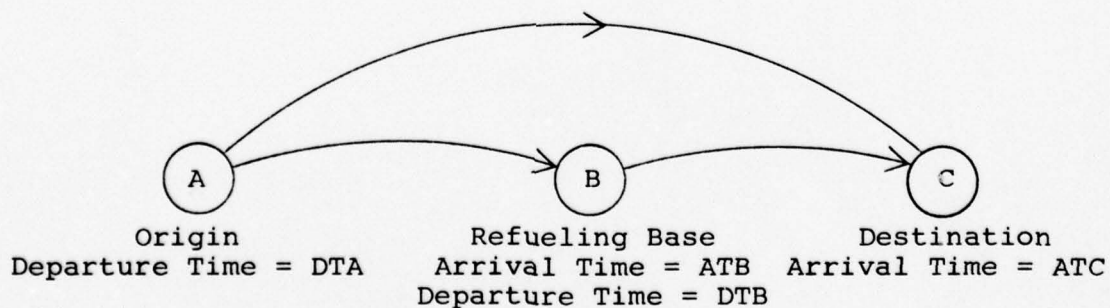 A B C
Origin Refueling Base Destination
Departure Time = DTA Arrival Time = ATB Arrival Time = ATC
Departure Time = DTB